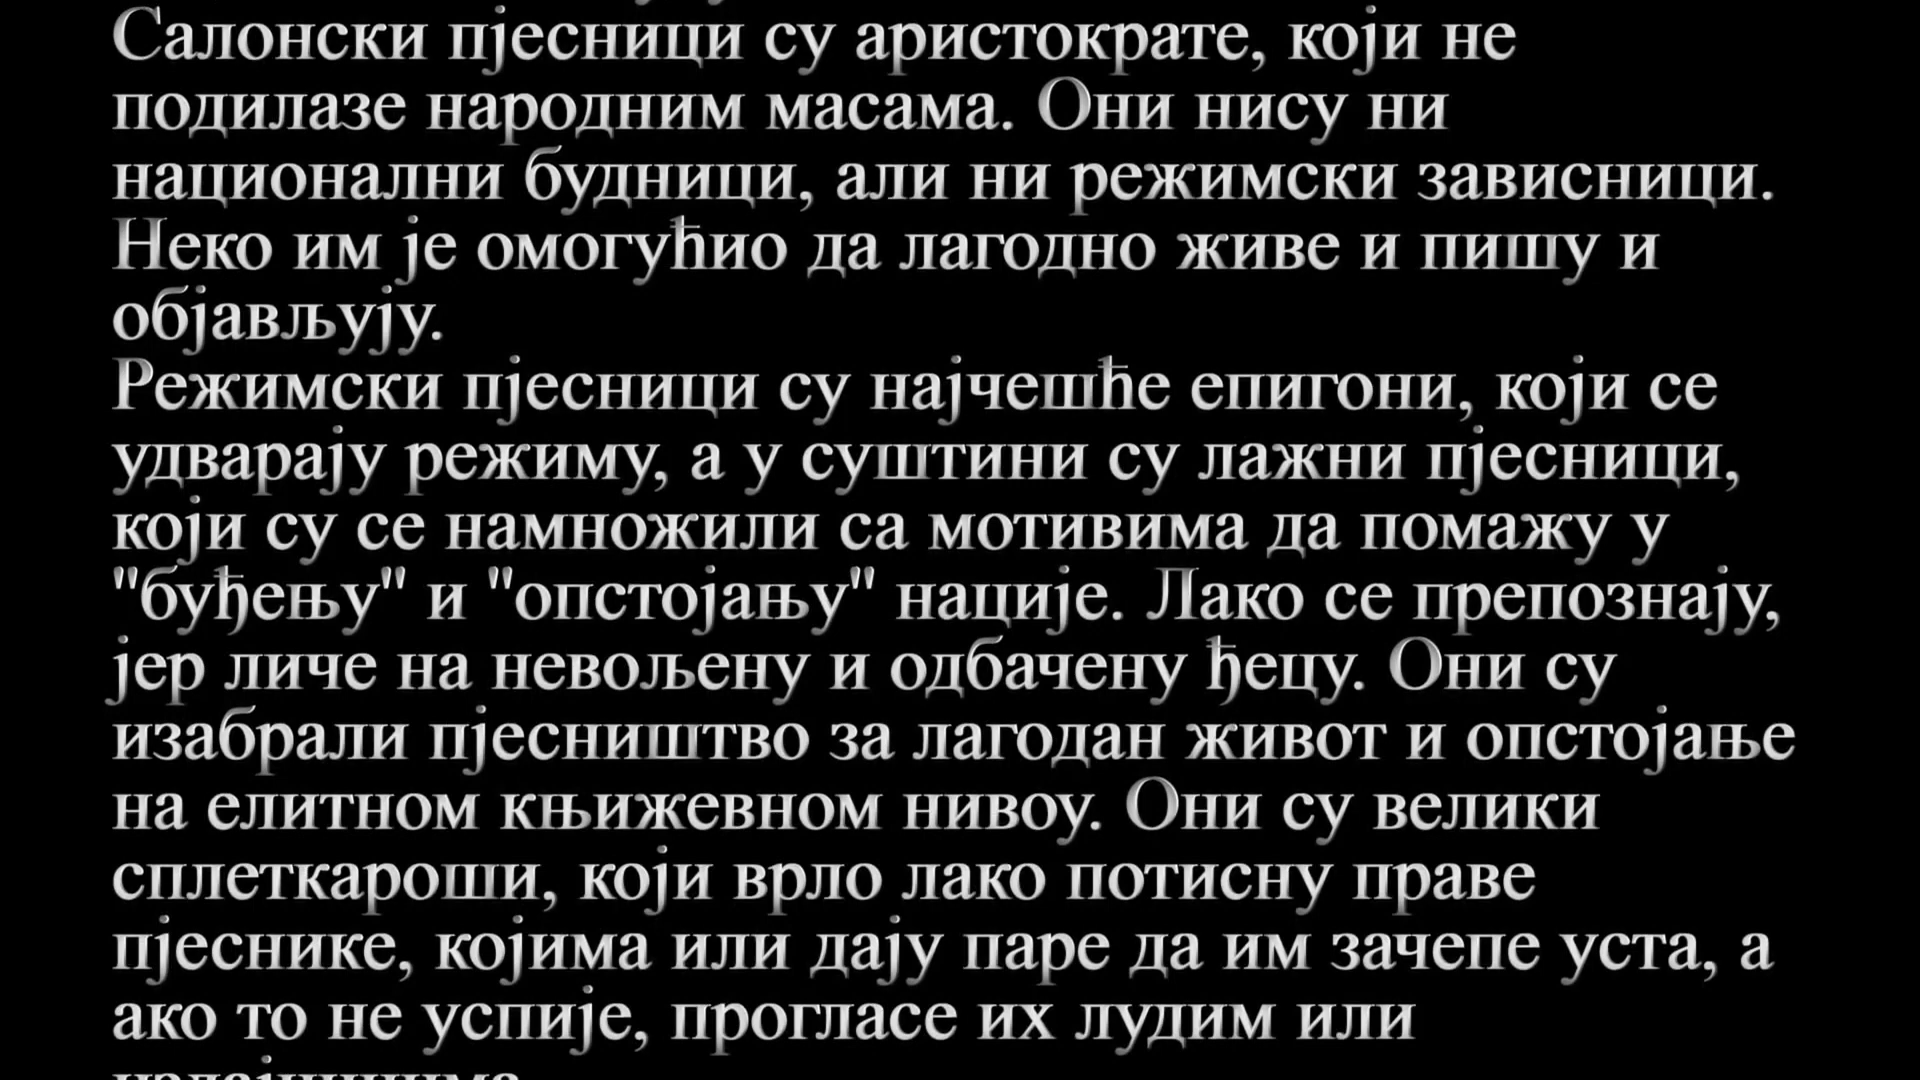 Салонски пјесници су аристократе, који не
подилазе народним масама. Они нису ни
национални будници, али ни режимски зависници.
Неко им је омогућио да лагодно живе и пишу и
објављују.
Режимски пјесници су најчешће епигони, који се
удварају режиму, а у суштини су лажни пјесници,
који су се намножили са мотивима да помажу у
"буђењу" и "опстојању" нације. Лако се препознају,
јер личе на невољену и одбачену ђецу. Они су
изабрали пјесништво за лагодан живот и опстојање
на елитном књижевном нивоу. Они су велики
сплеткароши, који врло лако потисну праве
пјеснике, којима или дају паре да им зачепе уста, а
ако то не успије, прогласе их лудим или